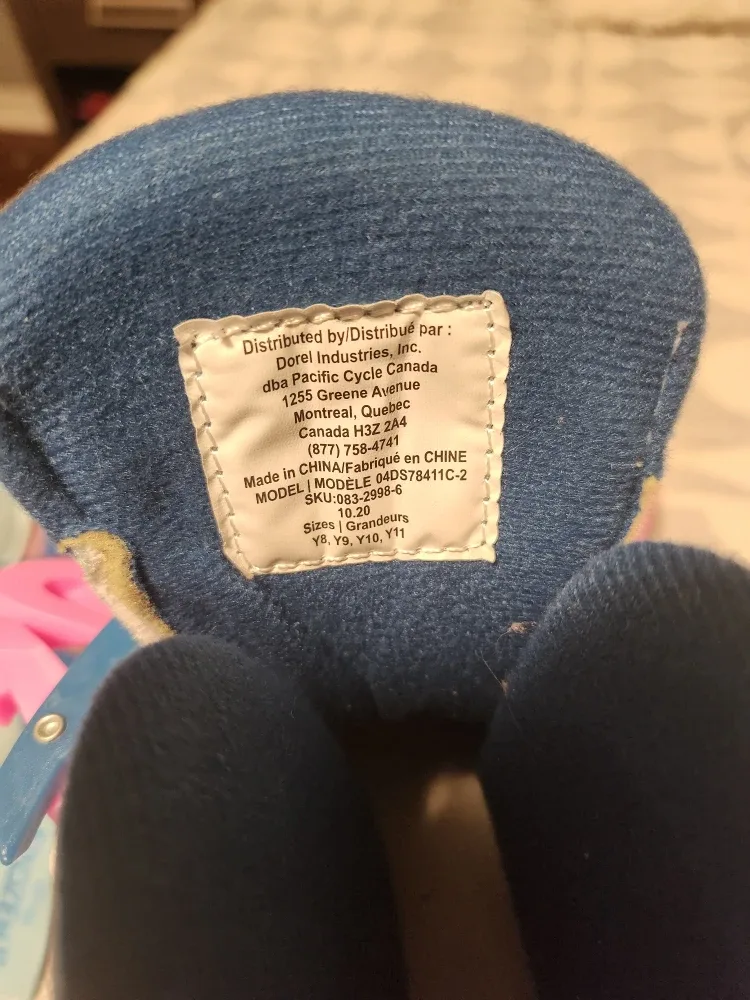 Distributed by/Distribué par :
Dorel Industries, Inc.
dba Pacific Cycle Canada
1255 Greene Avenue
Montreal, Quebec
Canada H3Z 2A4
(877) 758-4741
Made in CHINA/Fabriqué en CHINE
MODEL | MODÈLE 04DS78411C-2
SKU:083-2998-6
10.20
Sizes | Grandeurs
Y8, Y9, Y10, Y11